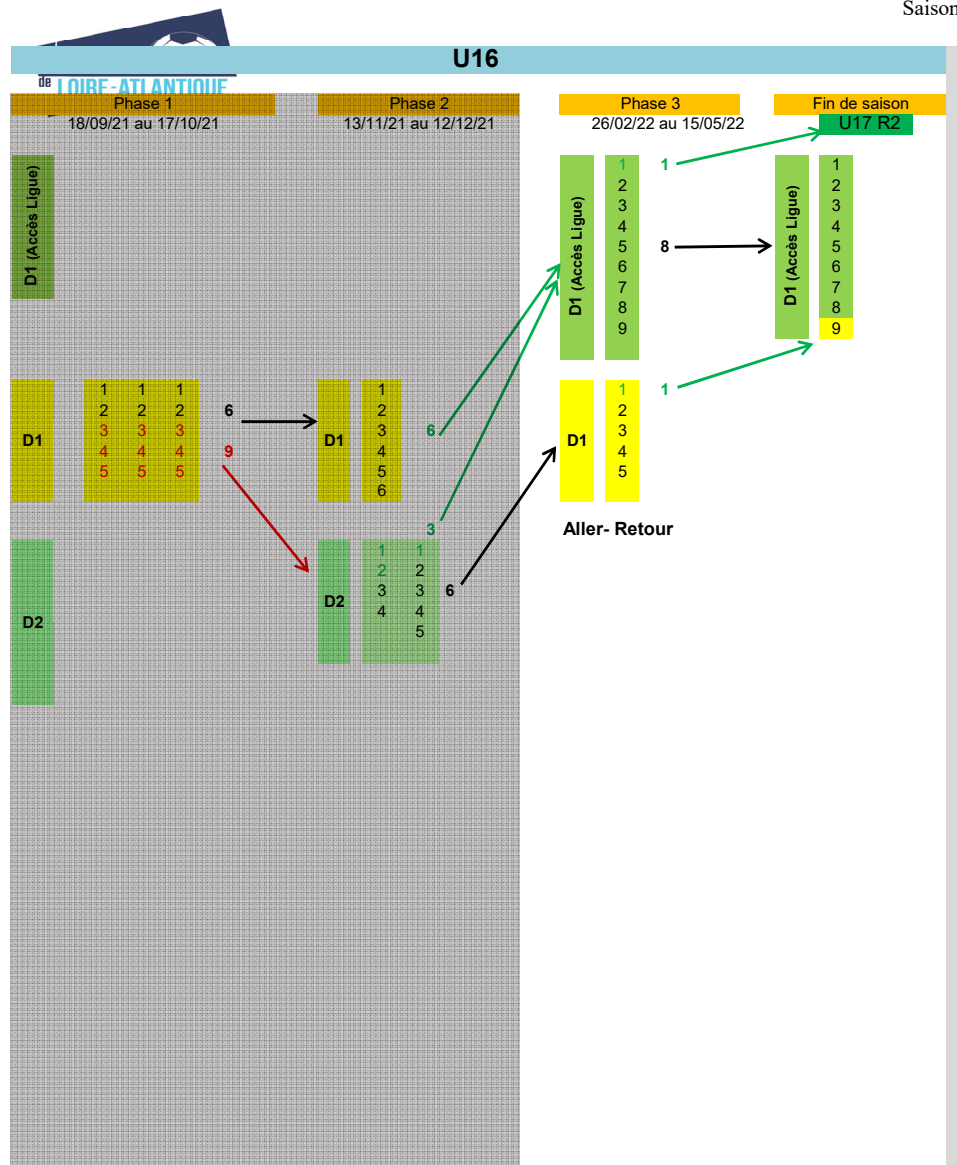 Saison
U16
de LOIRE-ATLANTIQUE
Phase 1 Phase 2 Phase 3 Fin de saison
18/09/21 au 17/10/21 13/11/21 au 12/12/21 26/02/22 au 15/05/22 U17 R2
D1 (Accès Ligue)
D1 (Accès Ligue)
D1 (Accès Ligue)
1 1 1
2 2
3 3
4 4
5 8 5
6 6
7 7
8 8
9 9
D1 D1 D1
1 1 1 1 1 1
2 2 2 6 2 2
3 3 3 3 6 3
4 4 4 9 4 4
5 5 5 5 5
6
Aller- Retour
3
D2 D2
1 1
2 2
3 3 6
4 4
5